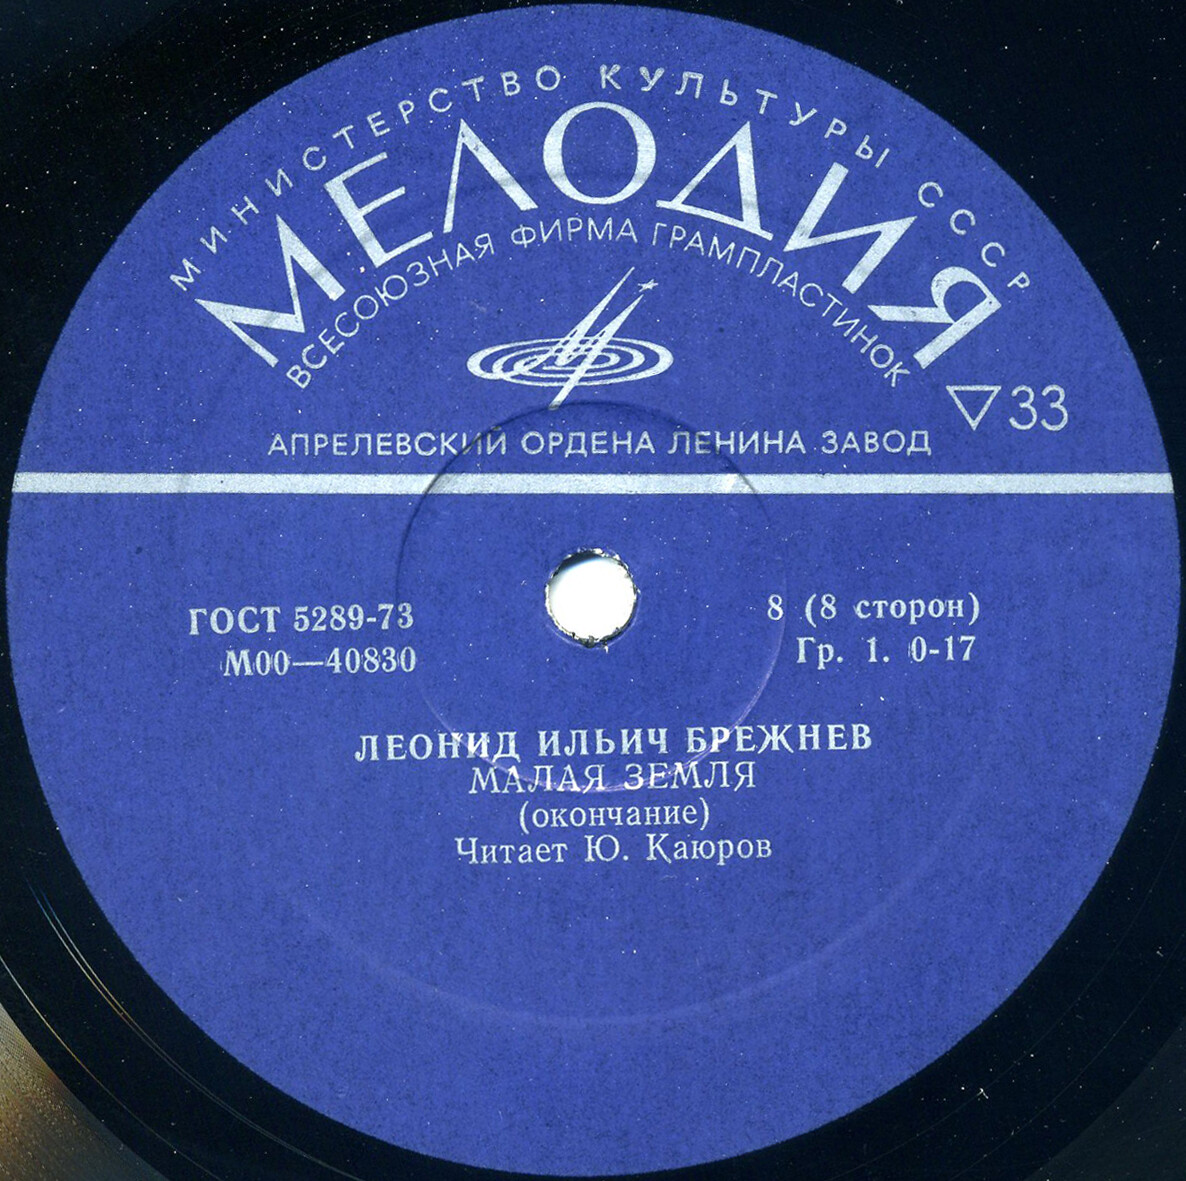 МИНИСТЕРСТВО КУЛЬТУРЫ СССР
МЕЛОДИЯ
ВСЕСОЮЗНАЯ ФИРМА ГРАМПЛАСТИНОК
33
АПРЕЛЕВСКИЙ ОРДЕНА ЛЕНИНА ЗАВОД
ГОСТ 5289-73
М00—40830
8 (8 сторон)
Гр. 1. 0-17
ЛЕОНИД ИЛЬИЧ БРЕЖНЕВ
МАЛАЯ ЗЕМЛЯ
(окончание)
Читает Ю. Каюров